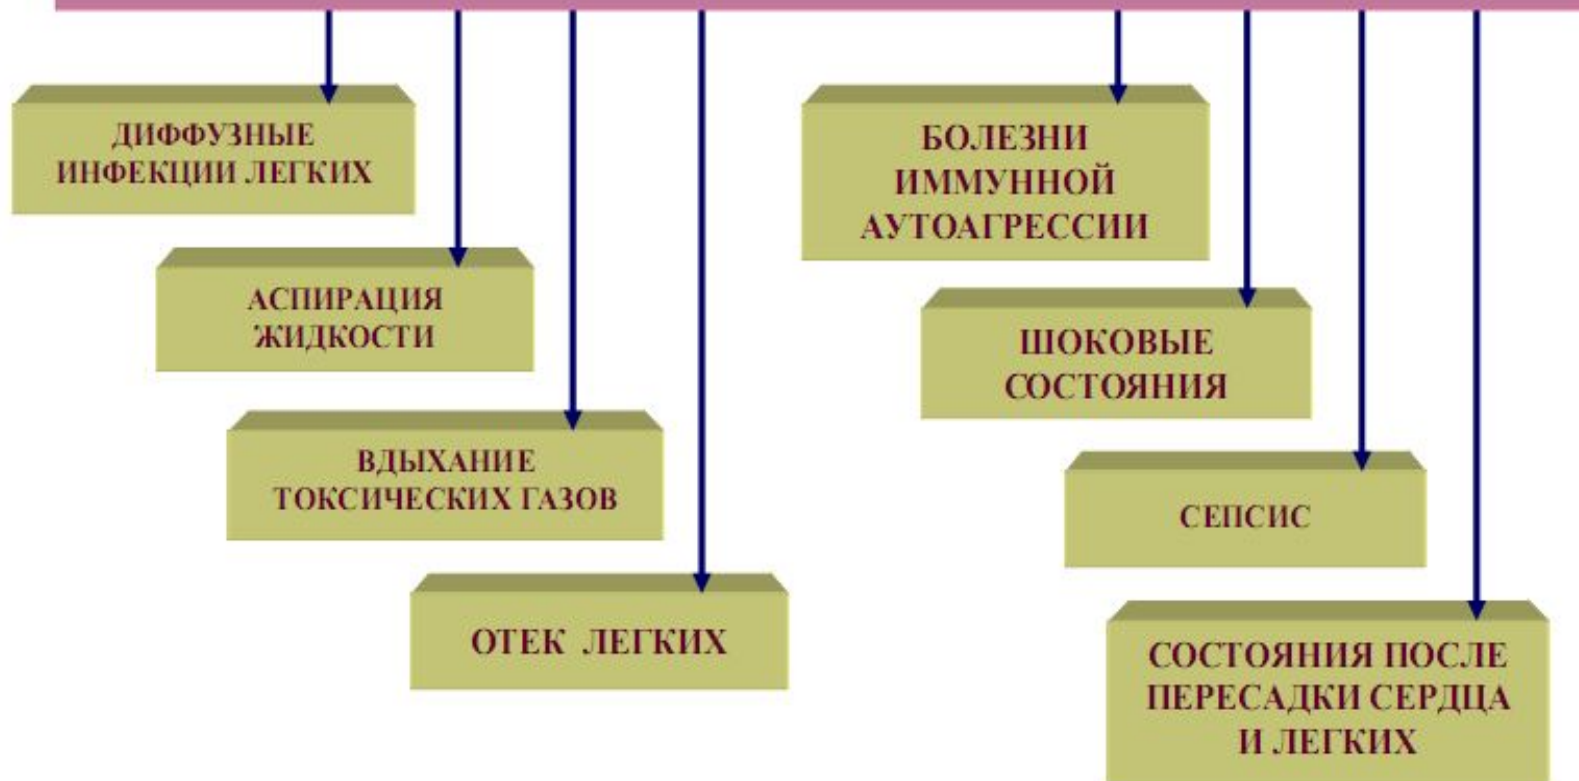 ДИФФУЗНЫЕ
ИНФЕКЦИИ ЛЕГКИХ
АСПИРАЦИЯ
ЖИДКОСТИ
ВДЫХАНИЕ
ТОКСИЧЕСКИХ ГАЗОВ
ОТЕК ЛЕГКИХ
БОЛЕЗНИ
ИММУННОЙ
АУТОАГРЕССИИ
ШОКОВЫЕ
СОСТОЯНИЯ
СЕПСИС
СОСТОЯНИЯ ПОСЛЕ
ПЕРЕСАДКИ СЕРДЦА
И ЛЕГКИХ